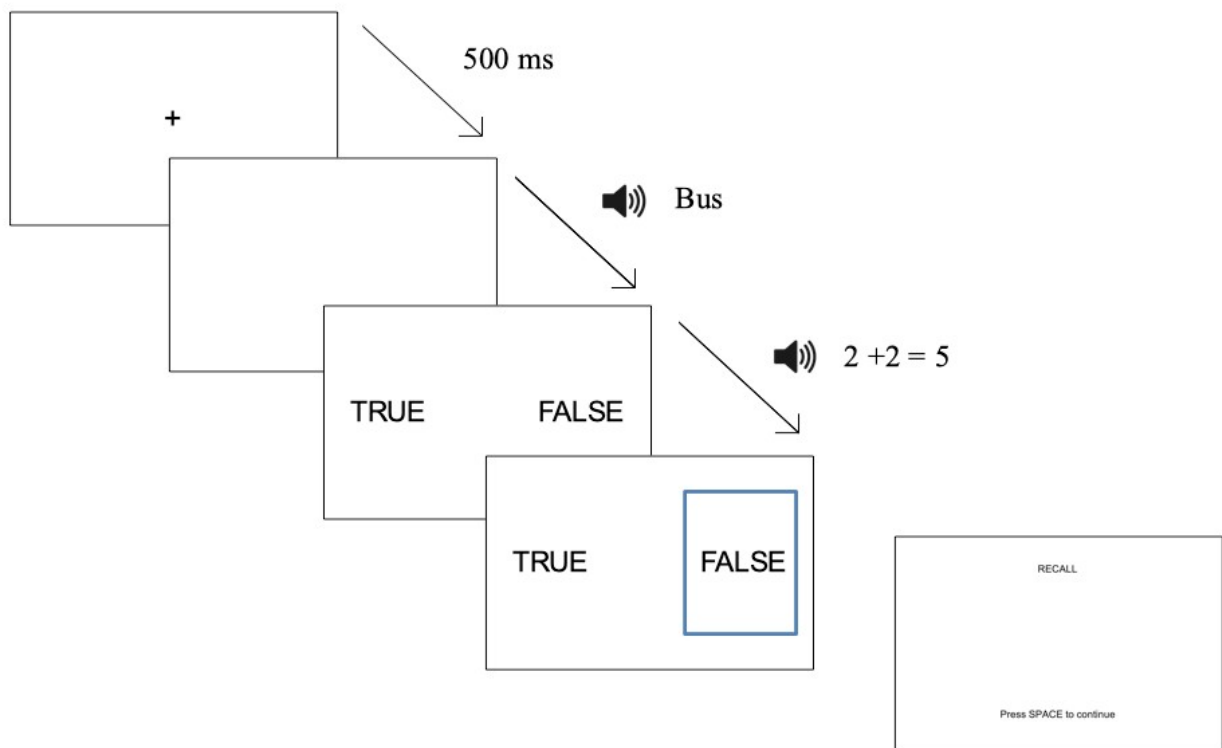 +
500 ms
Bus
2 +2 = 5
TRUE FALSE
TRUE FALSE
RECALL
Press SPACE to continue